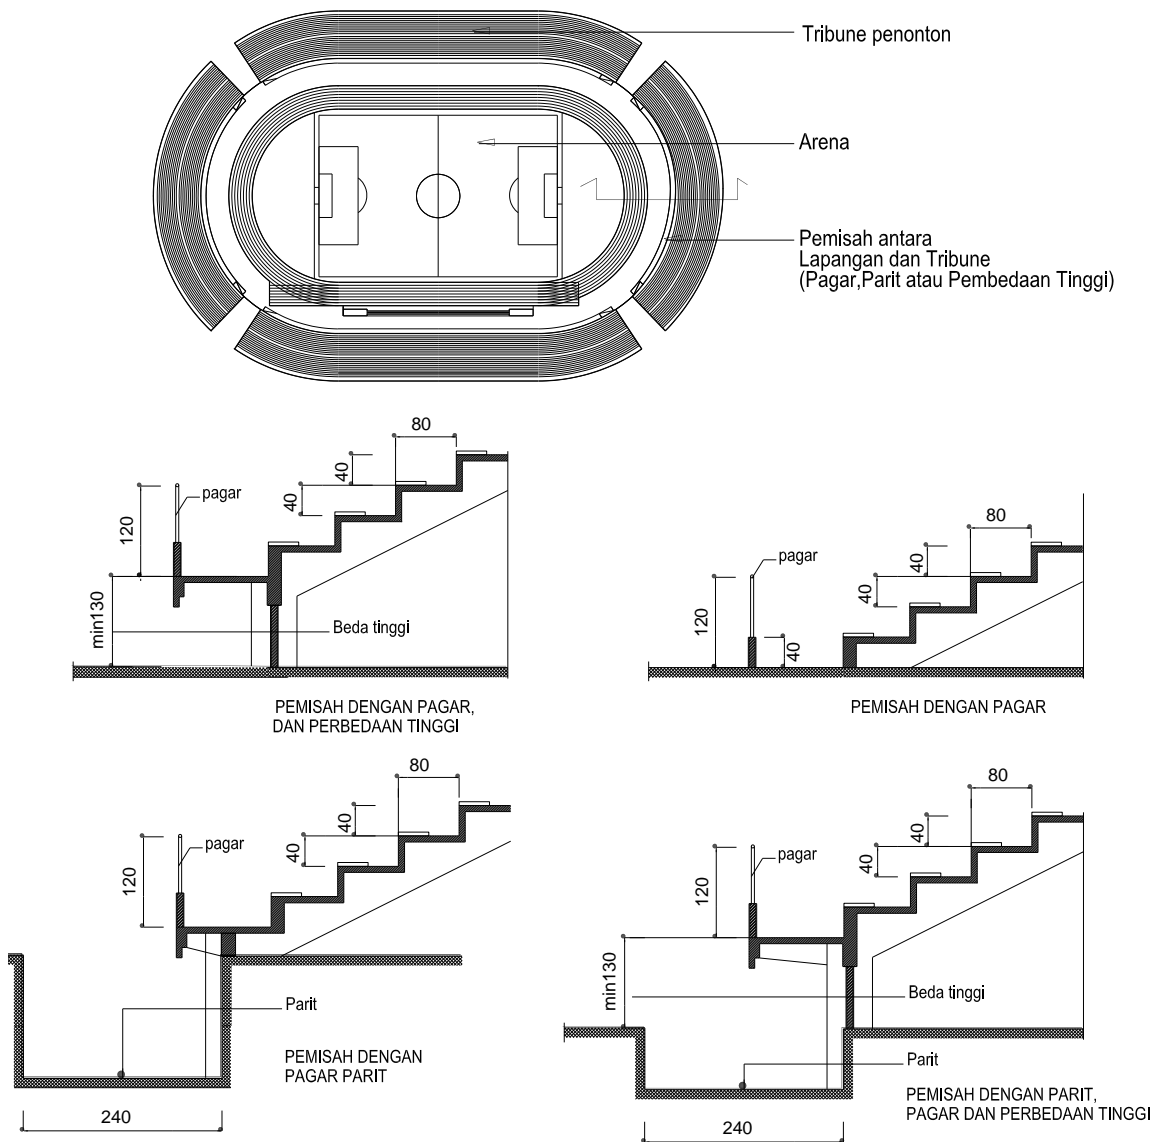 Tribune penonton
Arena
Pemisah antara
Lapangan dan Tribune
(Pagar,Parit atau Pembedaan Tinggi)
80
40
40
pagar
120
min130
Beda tinggi
PEMISAH DENGAN PAGAR,
DAN PERBEDAAN TINGGI
80
40
40
pagar
120
40
PEMISAH DENGAN PAGAR
80
40
40
pagar
120
Parit
PEMISAH DENGAN
PAGAR PARIT
240
80
40
40
pagar
120
min130
Beda tinggi
Parit
PEMISAH DENGAN PARIT,
PAGAR DAN PERBEDAAN TINGGI
240